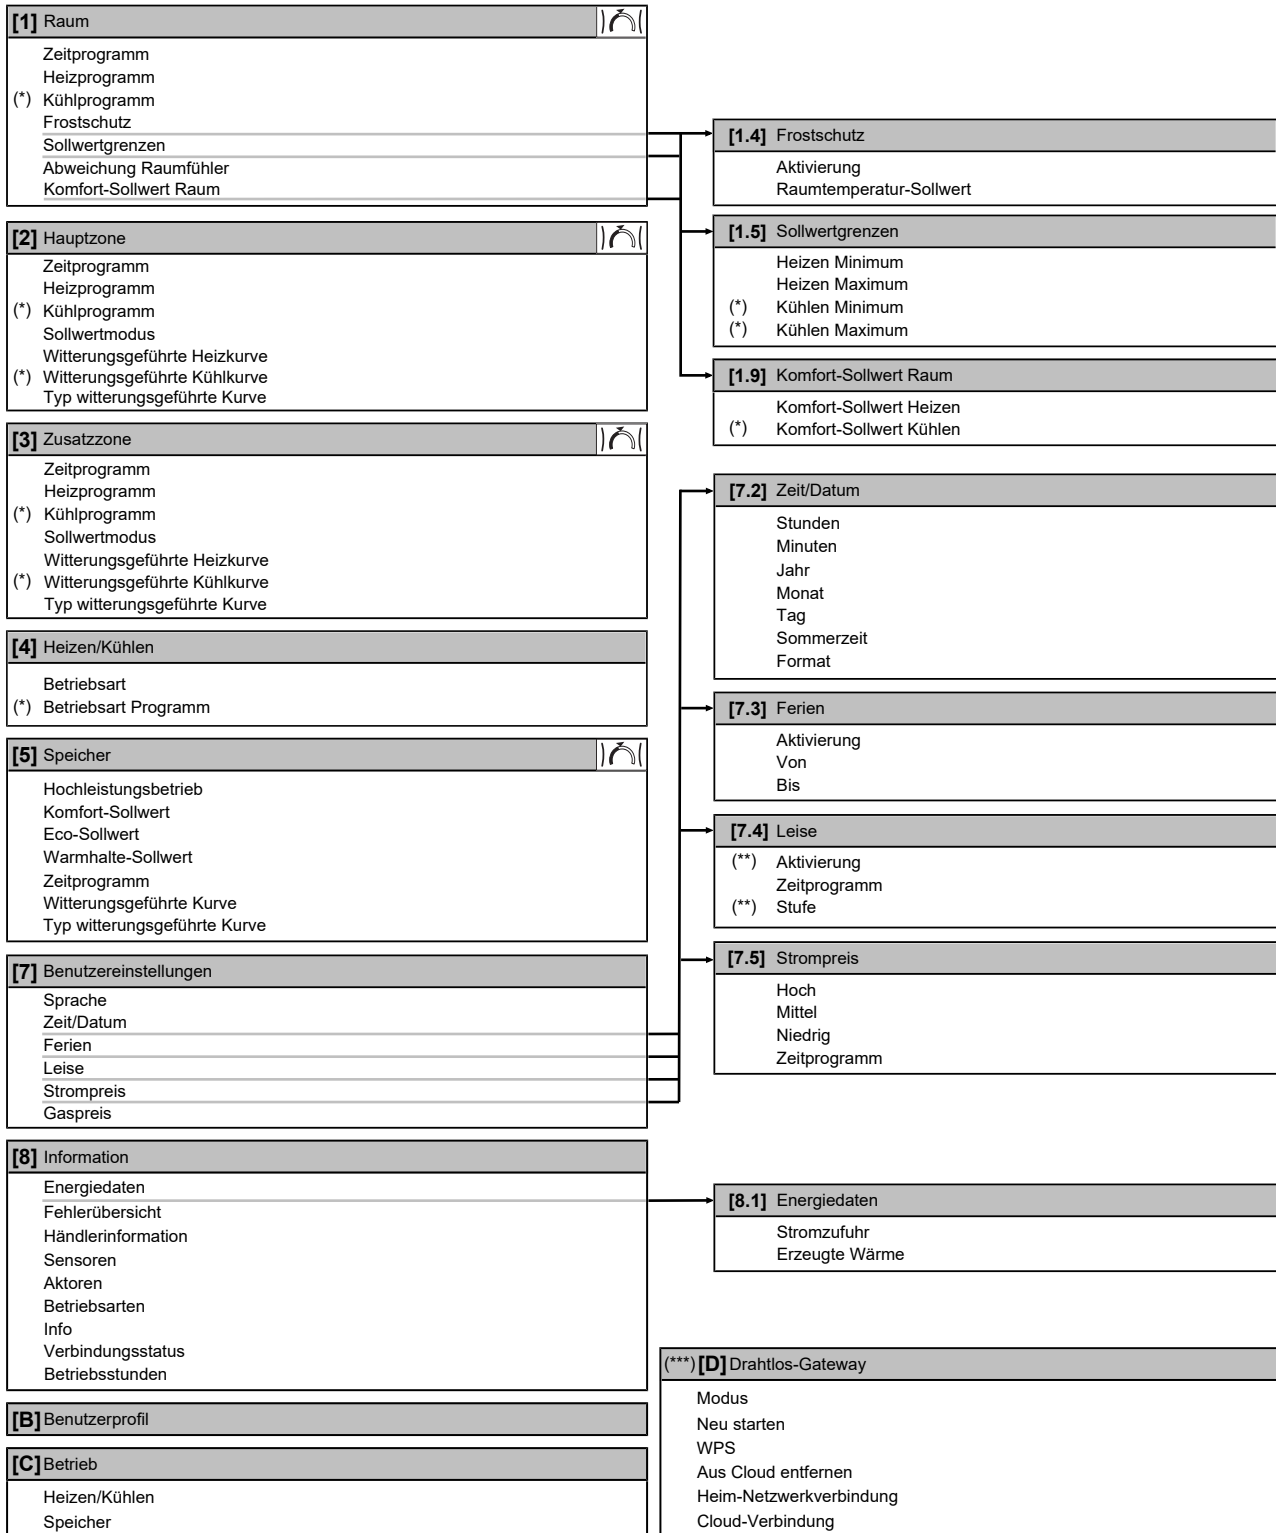 [1] Raum
Zeitprogramm
Heizprogramm
(*) Kühlprogramm
Frostschutz
Sollwertgrenzen
Abweichung Raumfühler
Komfort-Sollwert Raum
[2] Hauptzone
Zeitprogramm
Heizprogramm
(*) Kühlprogramm
Sollwertmodus
Witterungsgeführte Heizkurve
(*) Witterungsgeführte Kühlkurve
Typ witterungsgeführte Kurve
[3] Zusatzzone
Zeitprogramm
Heizprogramm
(*) Kühlprogramm
Sollwertmodus
Witterungsgeführte Heizkurve
(*) Witterungsgeführte Kühlkurve
Typ witterungsgeführte Kurve
[4] Heizen/Kühlen
Betriebsart
(*) Betriebsart Programm
[5] Speicher
Hochleistungsbetrieb
Komfort-Sollwert
Eco-Sollwert
Warmhalte-Sollwert
Zeitprogramm
Witterungsgeführte Kurve
Typ witterungsgeführte Kurve
[7] Benutzereinstellungen
Sprache
Zeit/Datum
Ferien
Leise
Strompreis
Gaspreis
[8] Information
Energiedaten
Fehlerübersicht
Händlerinformation
Sensoren
Aktoren
Betriebsarten
Info
Verbindungsstatus
Betriebsstunden
[B] Benutzerprofil
[C] Betrieb
Heizen/Kühlen
Speicher
[1.4] Frostschutz
Aktivierung
Raumtemperatur-Sollwert
[1.5] Sollwertgrenzen
Heizen Minimum
Heizen Maximum
(*) Kühlen Minimum
(*) Kühlen Maximum
[1.9] Komfort-Sollwert Raum
Komfort-Sollwert Heizen
(*) Komfort-Sollwert Kühlen
[7.2] Zeit/Datum
Stunden
Minuten
Jahr
Monat
Tag
Sommerzeit
Format
[7.3] Ferien
Aktivierung
Von
Bis
[7.4] Leise
(**) Aktivierung
Zeitprogramm
(**) Stufe
[7.5] Strompreis
Hoch
Mittel
Niedrig
Zeitprogramm
[8.1] Energiedaten
Stromzufuhr
Erzeugte Wärme
(***) [D] Drahtlos-Gateway
Modus
Neu starten
WPS
Aus Cloud entfernen
Heim-Netzwerkverbindung
Cloud-Verbindung